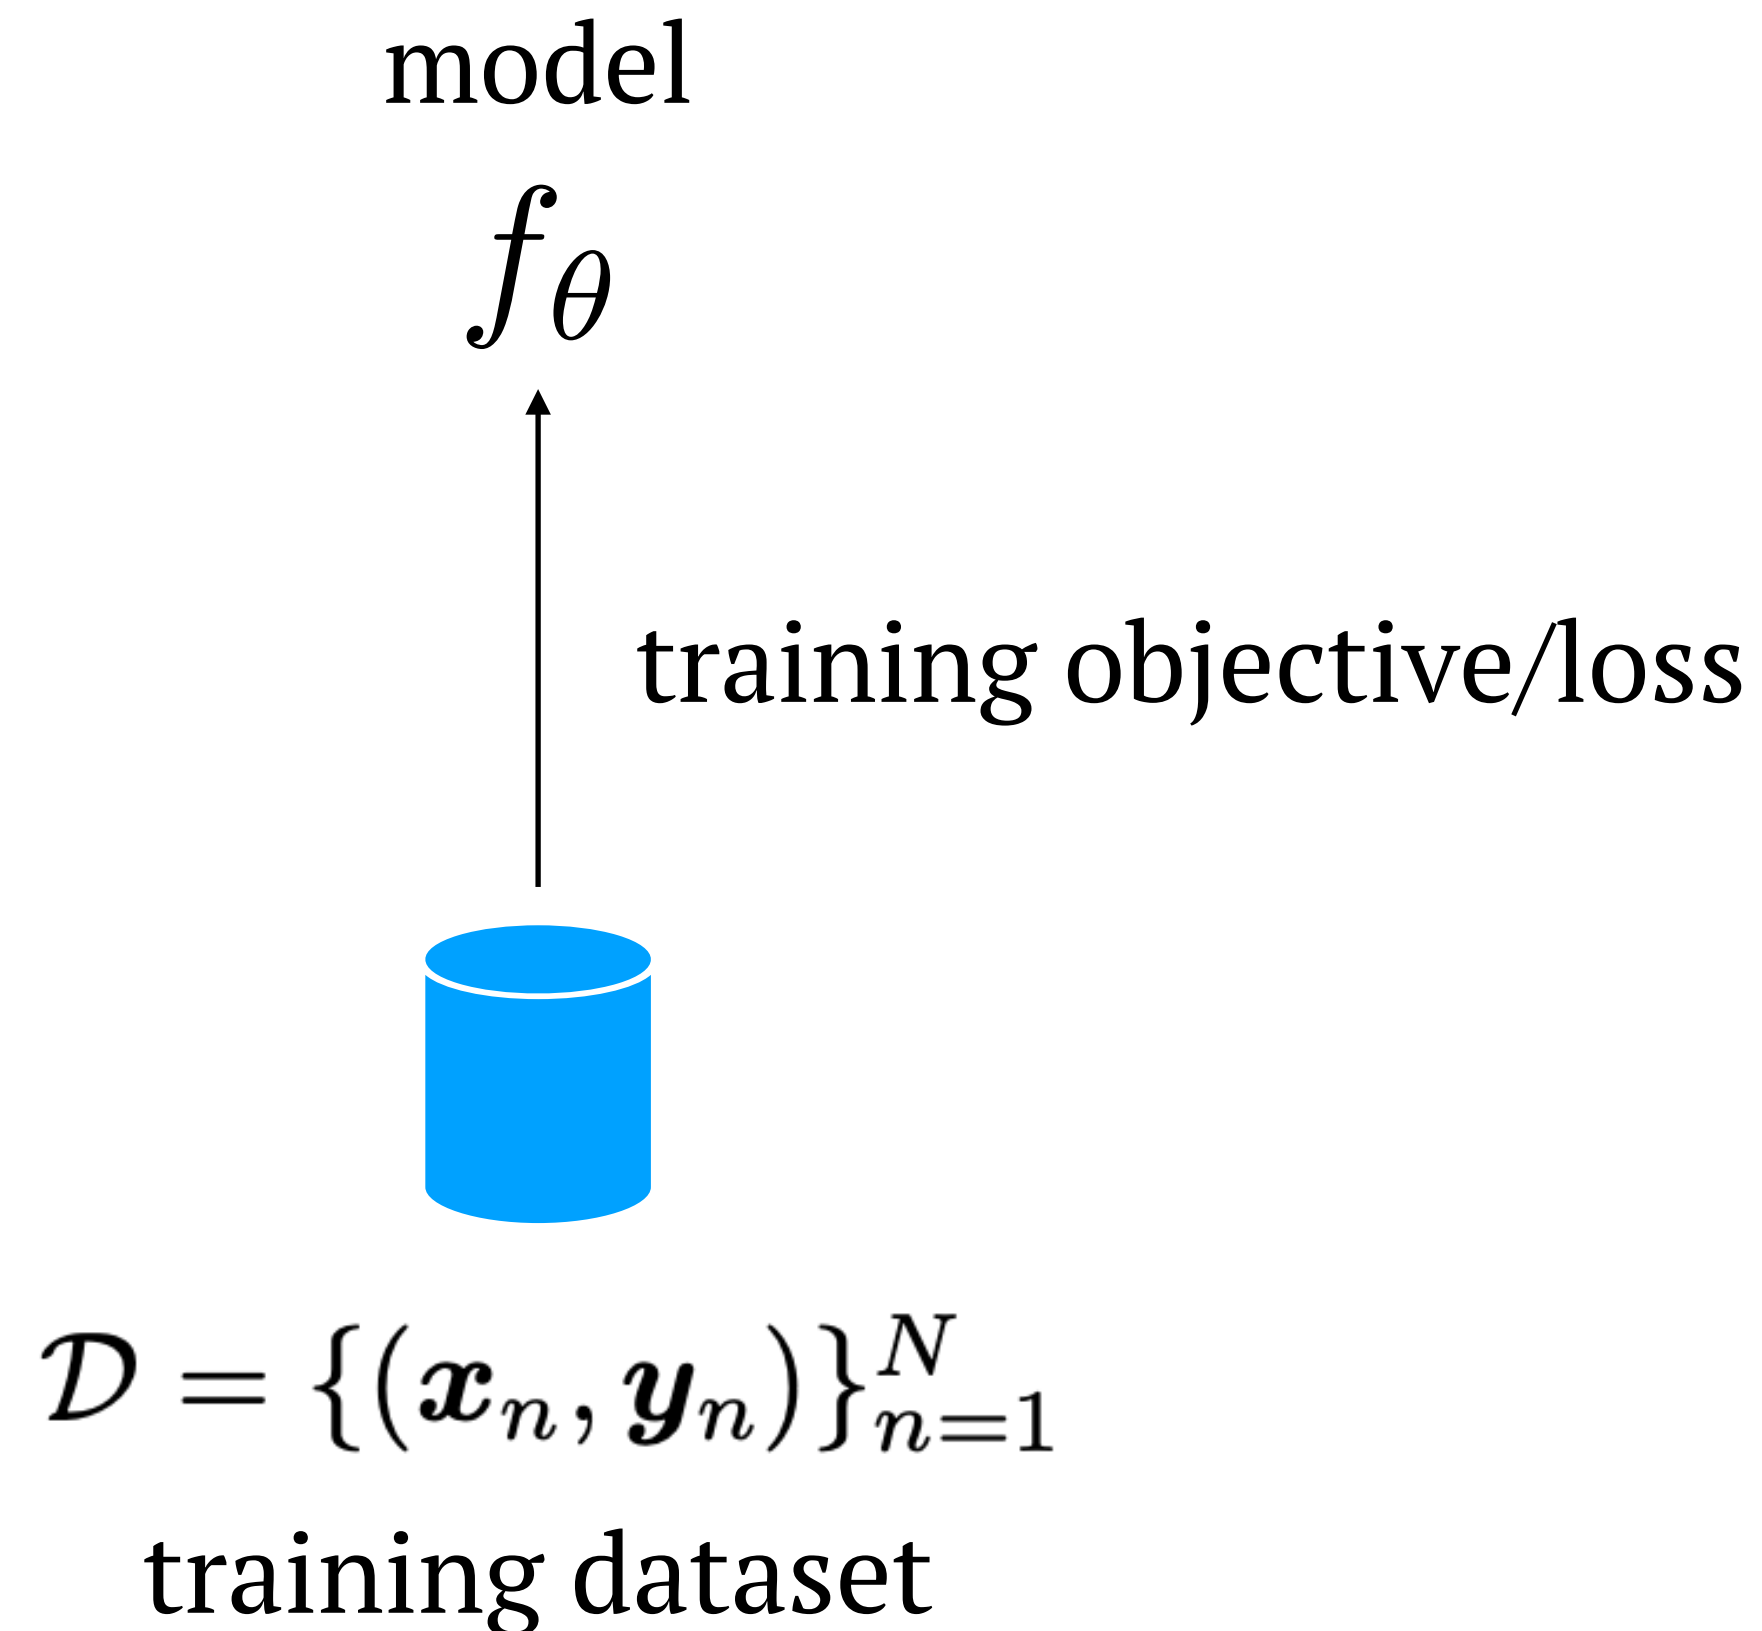 model
f_θ
training objective/loss
𝒟 = {(𝒙_n, 𝒚_n)}_{n=1}^N
training dataset